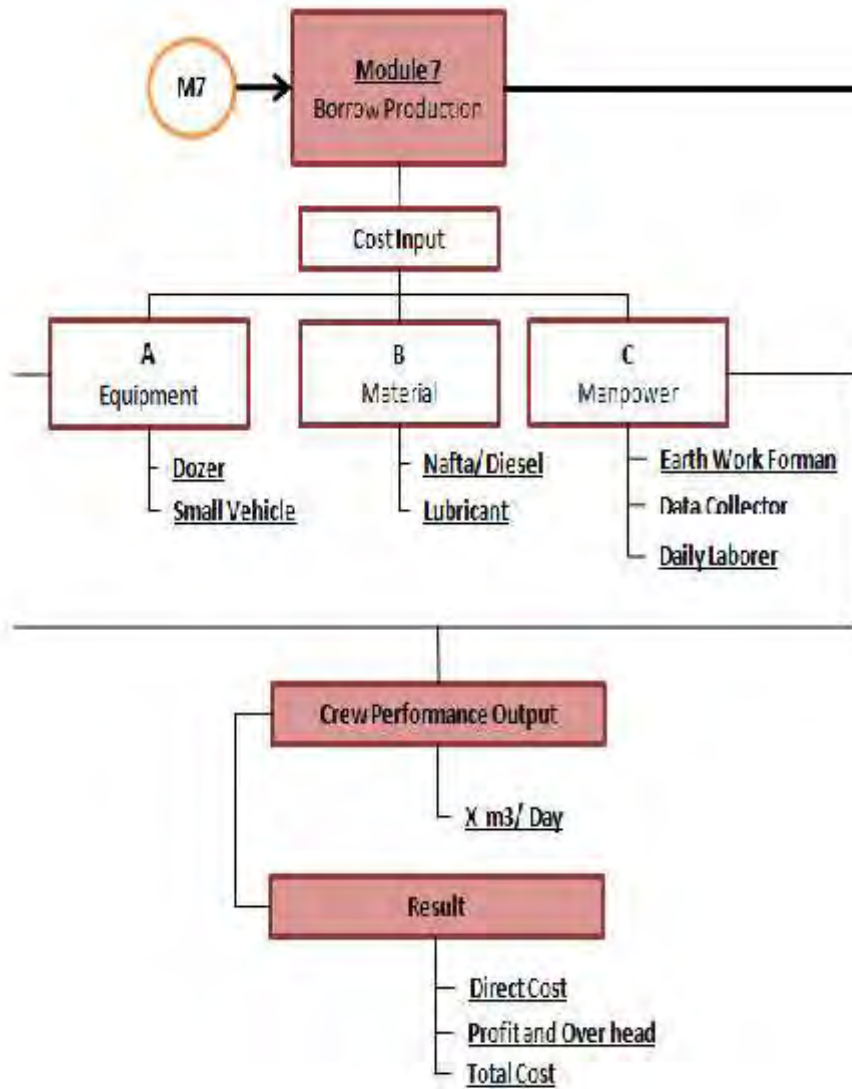 M7
Module 7
Borrow Production
Cost Input
A
Equipment
B
Material
C
Manpower
Dozer
Small Vehicle
Nafta/ Diesel
Lubricant
Earth Work Forman
Data Collector
Daily Laborer
Crew Performance Output
X m3/ Day
Result
Direct Cost
Profit and Over head
Total Cost